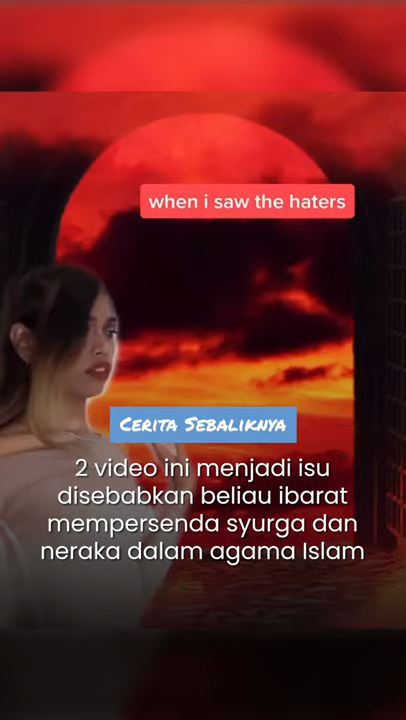 when i saw the haters
CERITA SEBALIKNYA
2 video ini menjadi isu
disebabkan beliau ibarat
mempersenda syurga dan
neraka dalam agama Islam